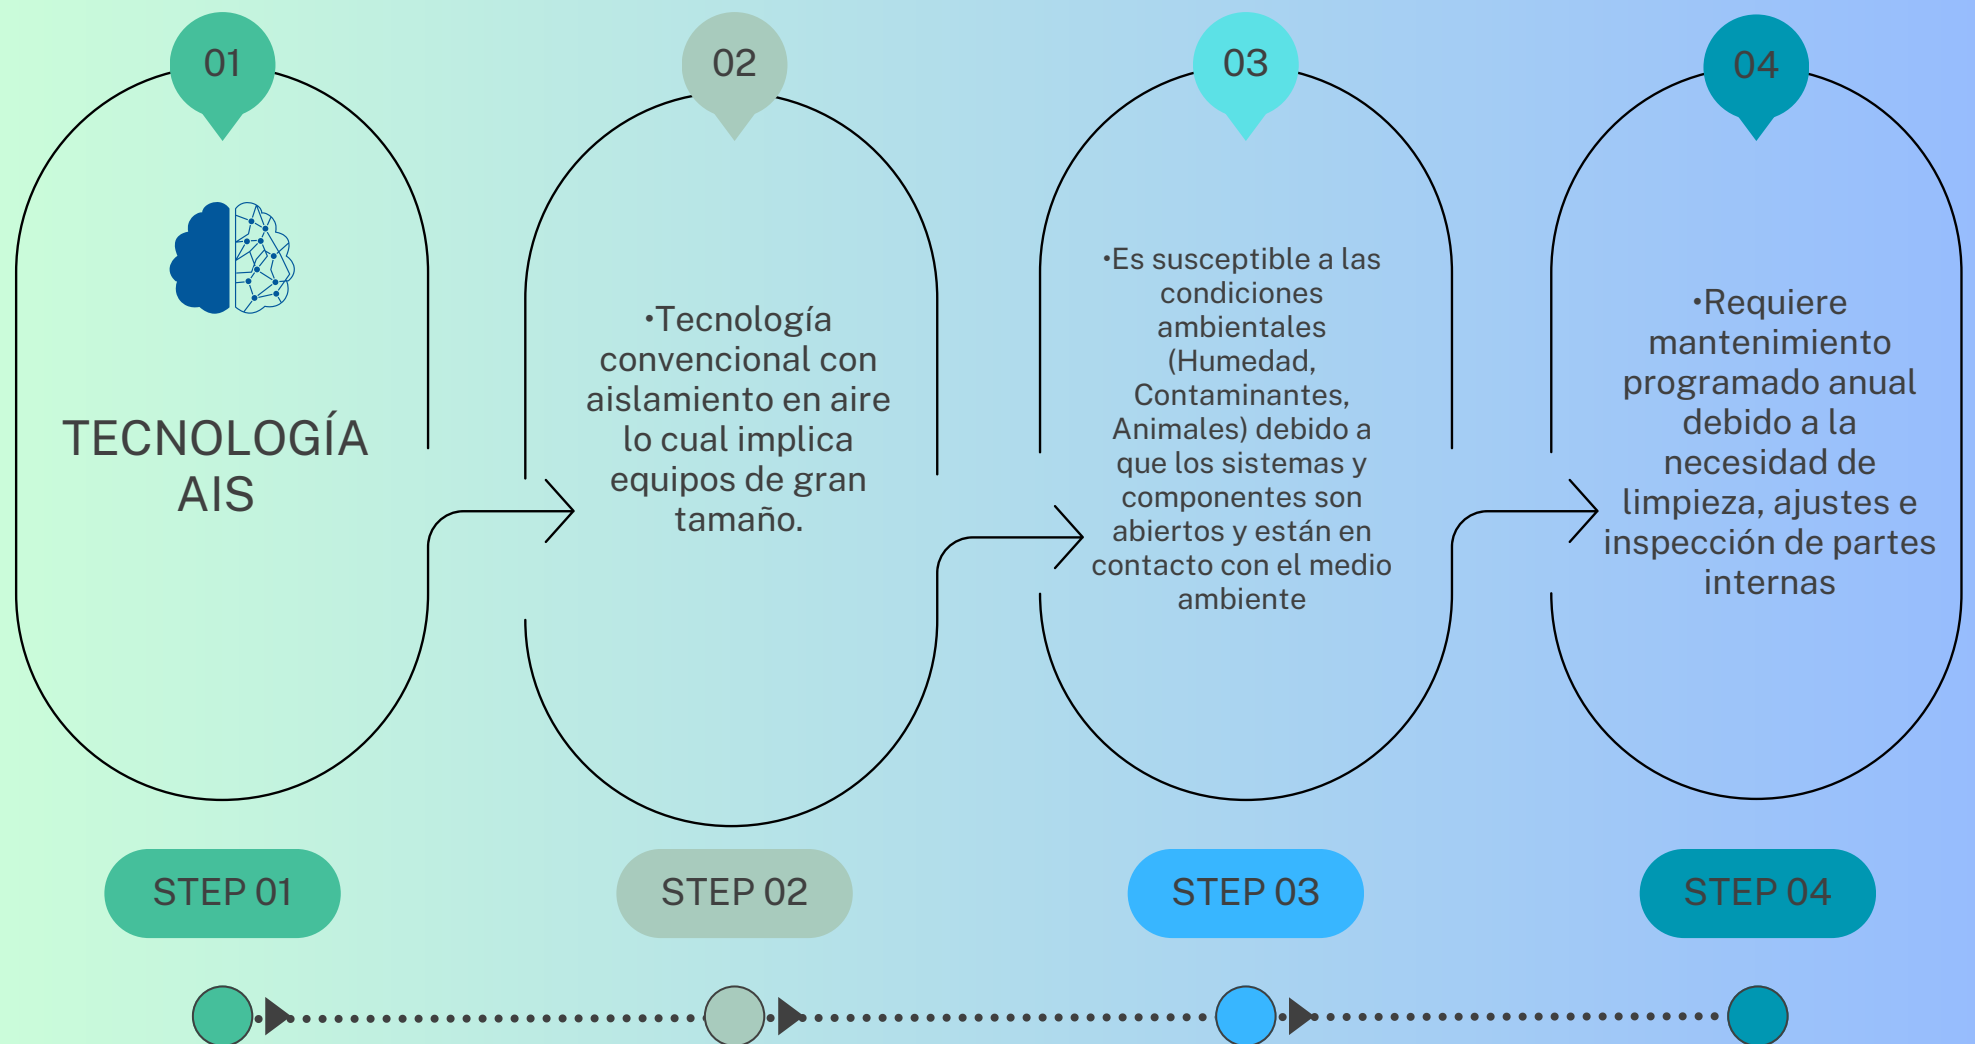 01
TECNOLOGÍA
AIS
STEP 01
02
•Tecnología
convencional con
aislamiento en aire
lo cual implica
equipos de gran
tamaño.
STEP 02
03
•Es susceptible a las
condiciones
ambientales
(Humedad,
Contaminantes,
Animales) debido a
que los sistemas y
componentes son
abiertos y están en
contacto con el medio
ambiente
STEP 03
04
•Requiere
mantenimiento
programado anual
debido a la
necesidad de
limpieza, ajustes e
inspección de partes
internas
STEP 04